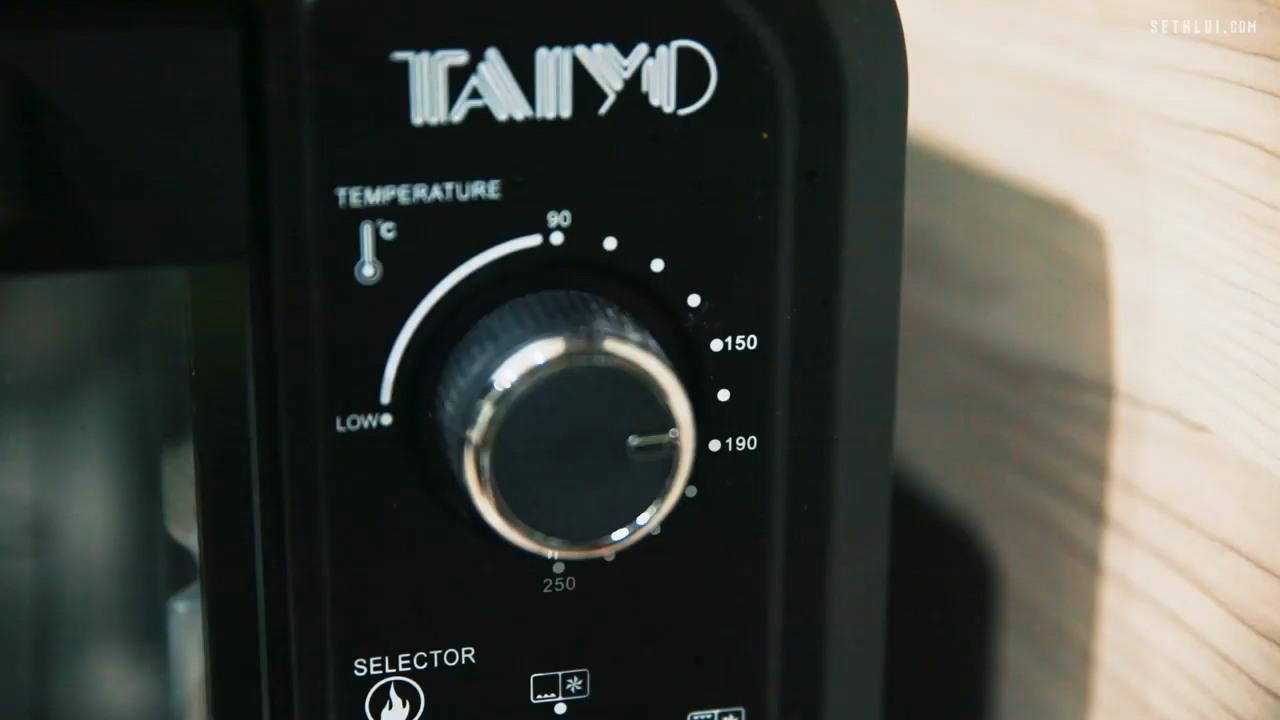 SETHLUI.COM
TAIYO
TEMPERATURE
°C
90
150
LOW
190
250
SELECTOR